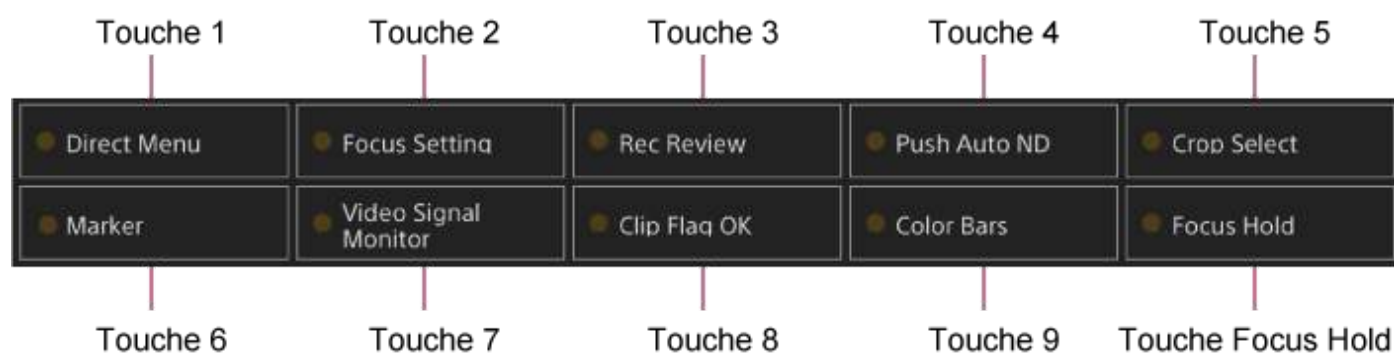 Touche 1 Touche 2 Touche 3 Touche 4 Touche 5
Direct Menu Focus Setting Rec Review Push Auto ND Crop Select
Marker Video Signal Monitor Clip Flag OK Color Bars Focus Hold
Touche 6 Touche 7 Touche 8 Touche 9 Touche Focus Hold